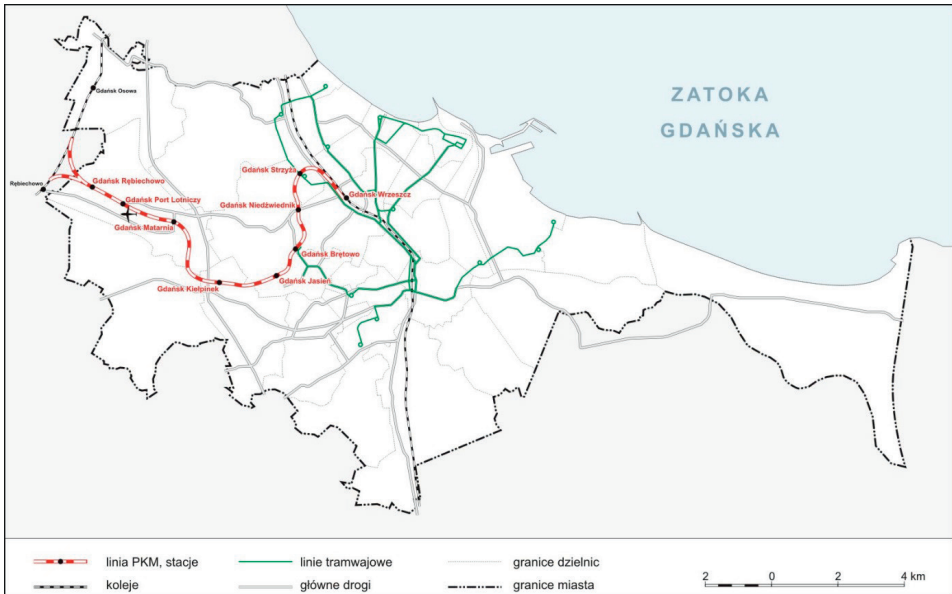 ZATOKA
GDAŃSKA
Gdańsk Osowa
Rębiechowo
Gdańsk Rębiechowo
Gdańsk Port Lotniczy
Gdańsk Matarnia
Gdańsk Kiełpinek
Gdańsk Jasień
Gdańsk Brętowo
Gdańsk Niedźwiednik
Gdańsk Strzyża
Gdańsk Wrzeszcz
linia PKM, stacje
linie tramwajowe
granice dzielnic
koleje
główne drogi
granice miasta
2 0 2 4 km